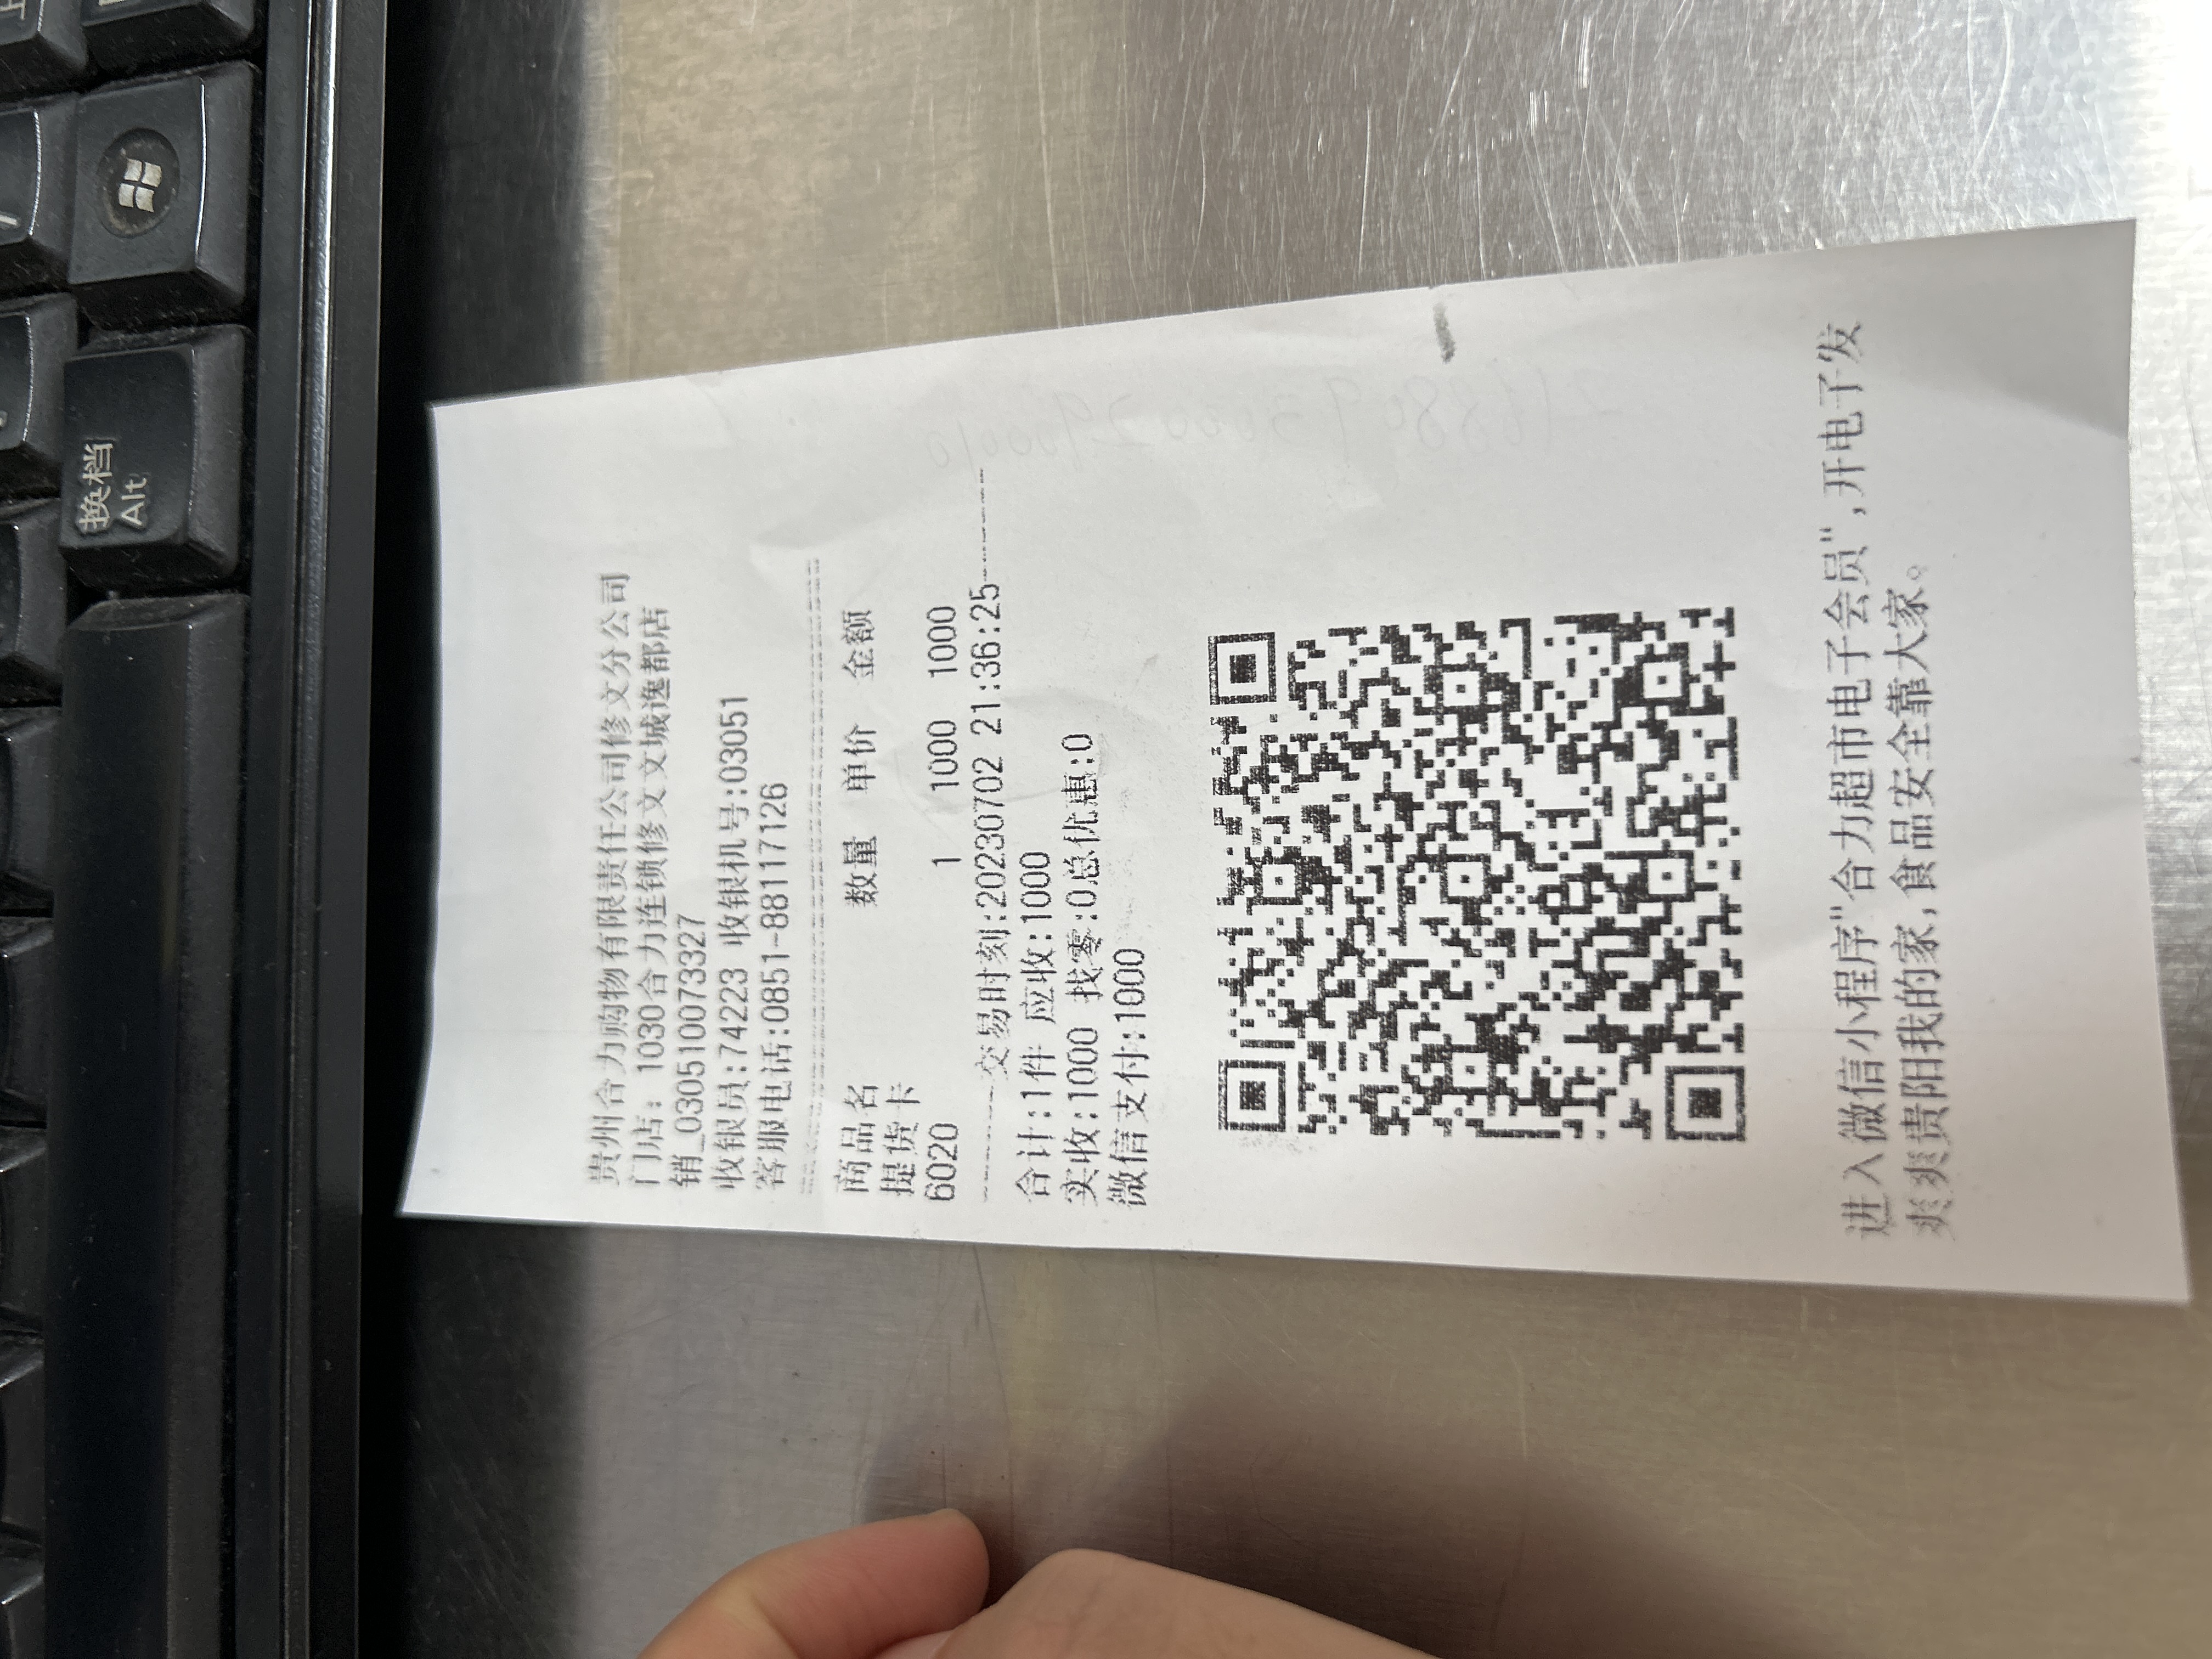 贵州合力购物有限责任公司修文分公司
门店: 1030合力连锁修文文城逸都店
销_0305110073327
收银员:74223 收银机号:03051
客服电话:0851-88117126
商品名 数量 单价 金额
提货卡
6020 1 1000 1000
交易时刻:20230702 21:36:25
合计:1件 应收:1000
实收:1000 找零:0总优惠:0
微信支付:1000
进入微信小程序"合力超市电子会员",开电子发
爽爽贵阳我的家,食品安全靠大家。
换档
Alt